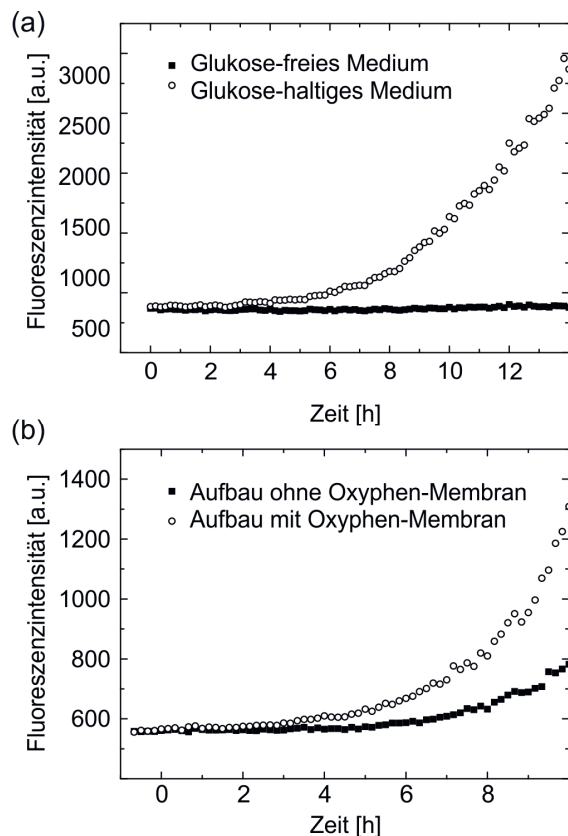 (a)
Fluoreszenzintensität [a.u.]
3000
2500
2000
1500
1000
500
Glukose-freies Medium
Glukose-haltiges Medium
0 2 4 6 8 10 12
Zeit [h]
(b)
Fluoreszenzintensität [a.u.]
1400
1200
1000
800
600
Aufbau ohne Oxyphen-Membran
Aufbau mit Oxyphen-Membran
0 2 4 6 8
Zeit [h]